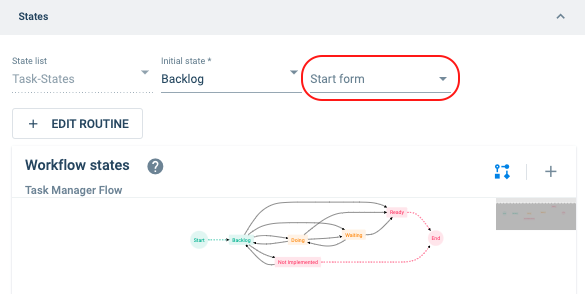 States
State list
Task-States
Initial state *
Backlog
Start form
+ EDIT ROUTINE
Workflow states
?
+
Task Manager Flow
Ready
Start
Backlog
Doing
Waiting
End
Not Implemented